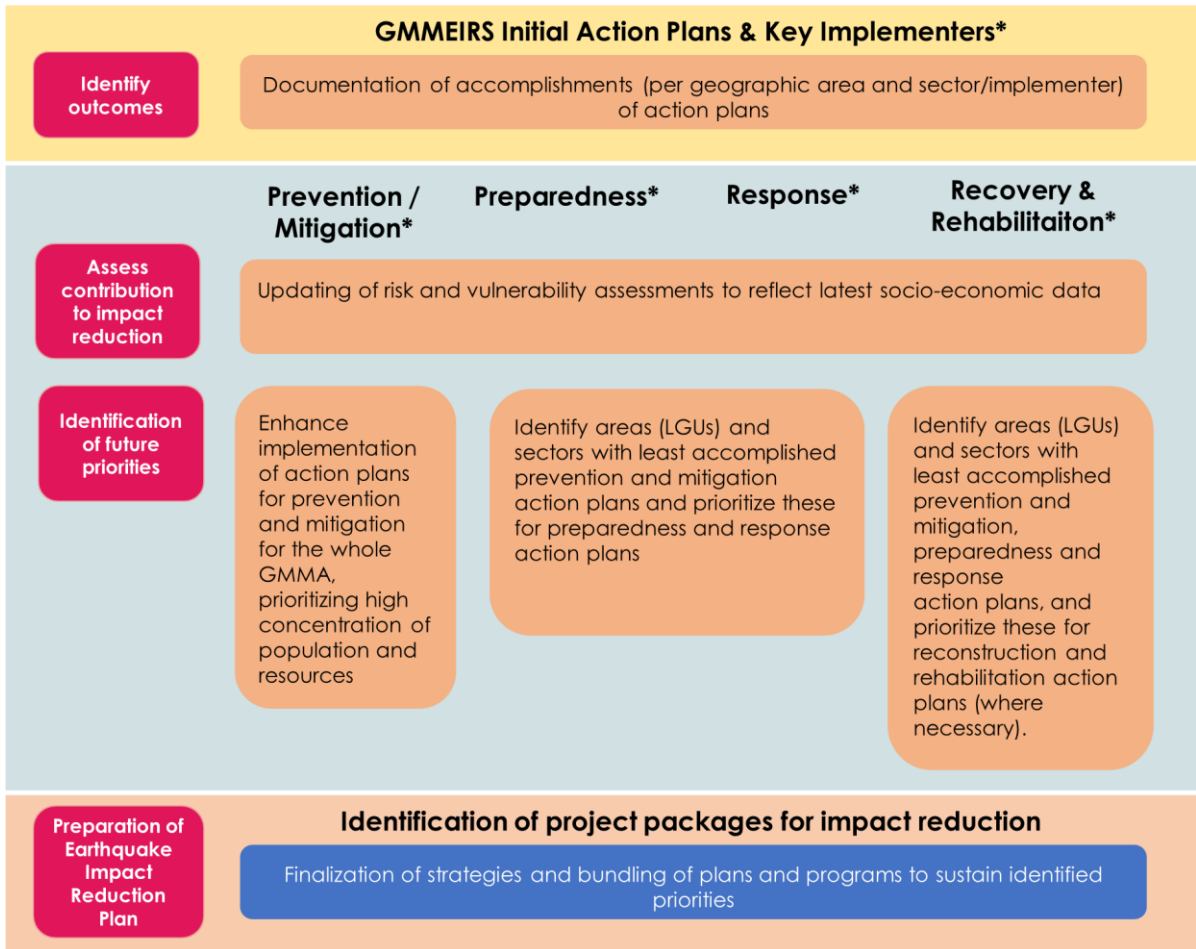 GMMEIRS Initial Action Plans & Key Implementers*
Identify
outcomes
Documentation of accomplishments (per geographic area and sector/implementer)
of action plans
Prevention /
Mitigation*
Preparedness*
Response*
Recovery &
Rehabilitaiton*
Assess
contribution
to impact
reduction
Updating of risk and vulnerability assessments to reflect latest socio-economic data
Identification
of future
priorities
Enhance
implementation
of action plans
for prevention
and mitigation
for the whole
GMMA,
prioritizing high
concentration of
population and
resources
Identify areas (LGUs) and
sectors with least accomplished
prevention and mitigation
action plans and prioritize these
for preparedness and response
action plans
Identify areas (LGUs)
and sectors with
least accomplished
prevention and
mitigation,
preparedness and
response
action plans, and
prioritize these for
reconstruction and
rehabilitation action
plans (where
necessary).
Preparation of
Earthquake
Impact
Reduction
Plan
Identification of project packages for impact reduction
Finalization of strategies and bundling of plans and programs to sustain identified
priorities